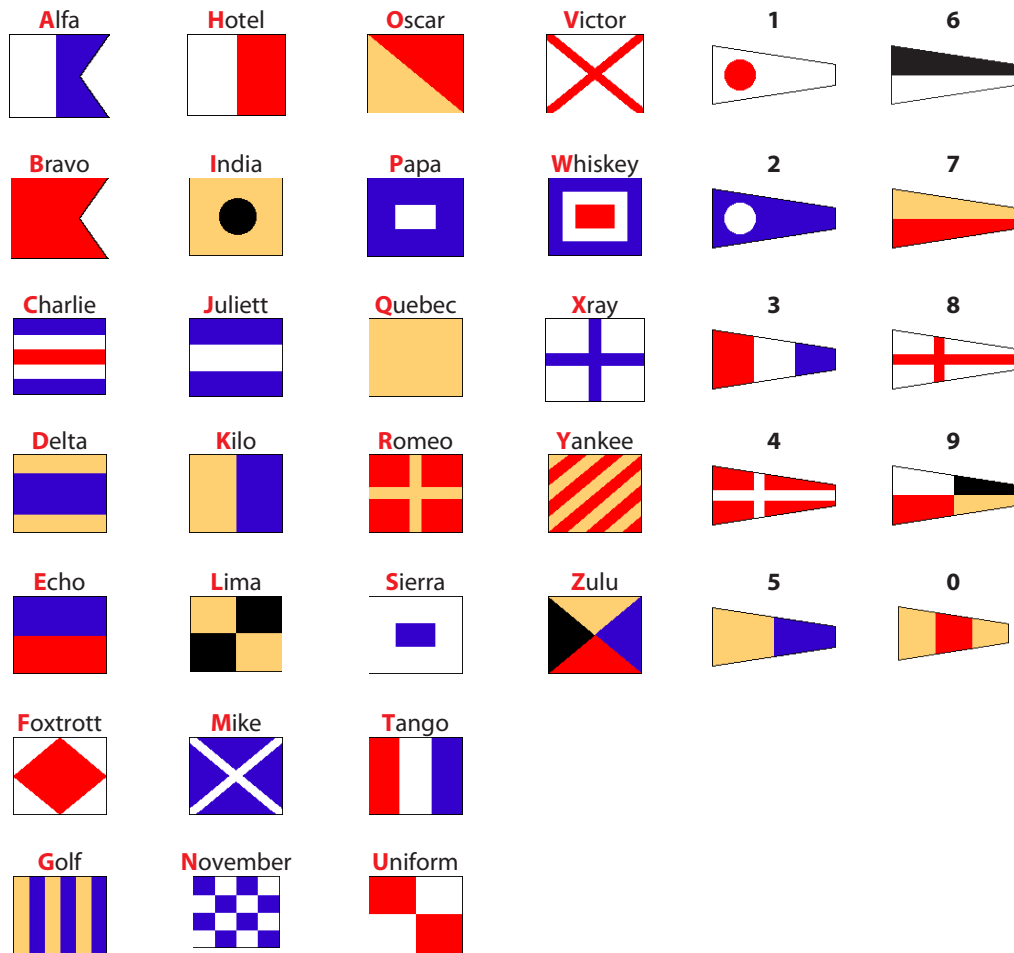 Alfa Hotel Oscar Victor 1 6
Bravo India Papa Whiskey 2 7
Charlie Juliett Quebec Xray 3 8
Delta Kilo Romeo Yankee 4 9
Echo Lima Sierra Zulu 5 0
Foxtrott Mike Tango
Golf November Uniform